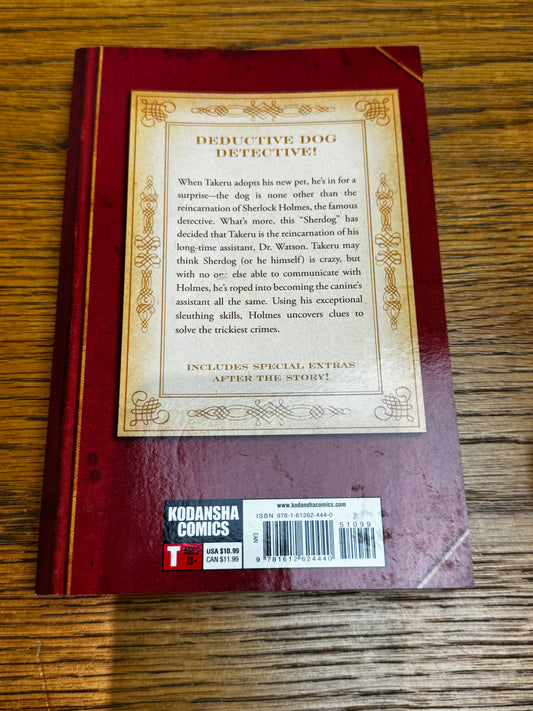 DEDUCTIVE DOG
DETECTIVE!
When Takeru adopts his new pet, he's in for a
surprise—the dog is none other than the
reincarnation of Sherlock Holmes, the famous
detective. What's more, this "Sherdog" has
decided that Takeru is the reincarnation of his
long-time assistant, Dr. Watson. Takeru may
think Sherdog (or he himself) is crazy, but
with no one else able to communicate with
Holmes, he's roped into becoming the canine's
assistant all the same. Using his exceptional
sleuthing skills, Holmes uncovers clues to
solve the trickiest crimes.
INCLUDES SPECIAL EXTRAS
AFTER THE STORY!
KODANSHA
COMICS
T AGES
13+
USA $10.99
CAN $11.99
www.kodanshacomics.com
ISBN 978-1-61262-444-0
51099
EAN
9 781612 624440